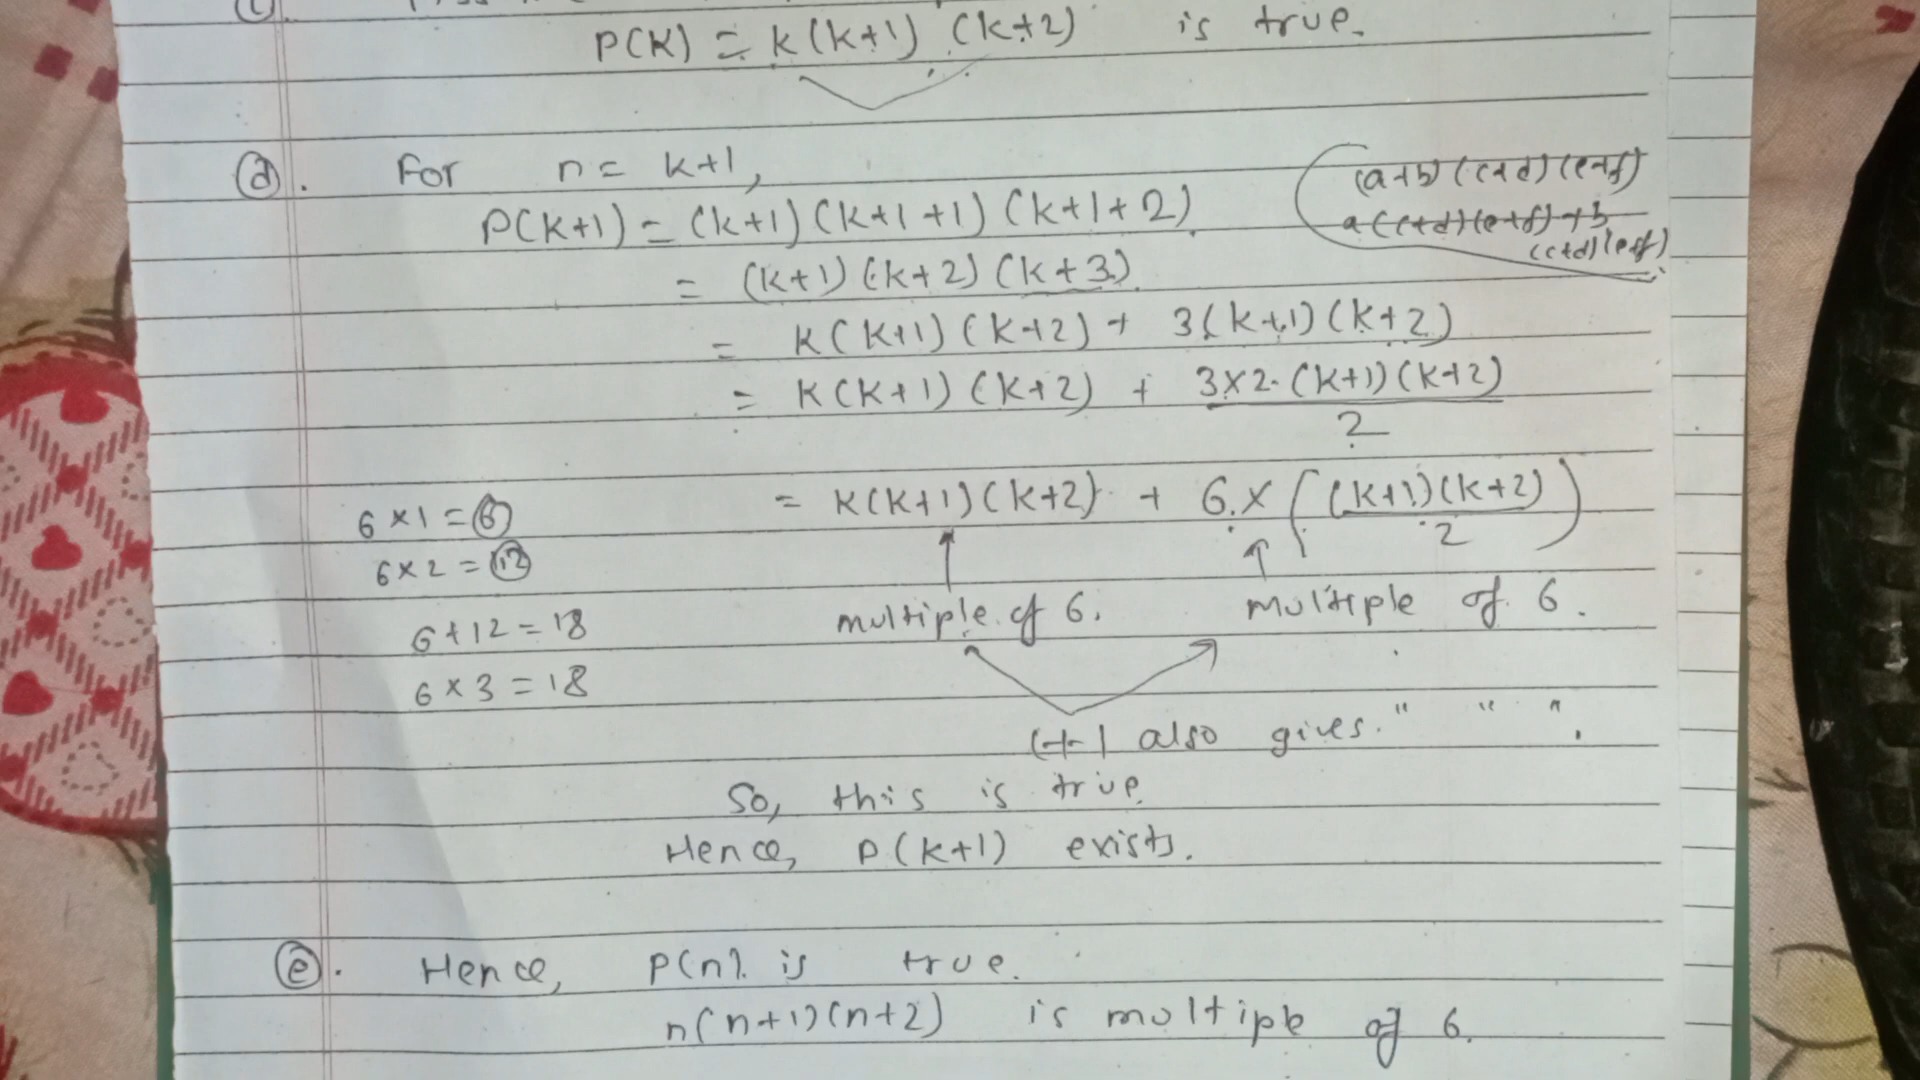 (c).
P(K) = k(k+1) (k+2) is true.
(d). For n = k+1,
P(k+1) = (k+1) (k+1+1) (k+1+2)
(a+b) (c+d) (e+f)
a (c+d) (e+f) + b
(c+d) (e+f)
= (k+1) (k+2) (k+3)
= k(k+1) (k+2) + 3(k+1) (k+2)
= k(k+1) (k+2) + 3×2.(k+1) (k+2)
2
= k(k+1) (k+2) + 6.× ((k+1)(k+2)
2)
6 × 1 = 6
6 × 2 = 12
6 + 12 = 18
6 × 3 = 18
multiple of 6. multiple of 6.
(+) also gives " " ".
So, this is true.
Hence, P(k+1) exists.
(e). Hence, P(n). is true.
n(n+1)(n+2) is multiple of 6.